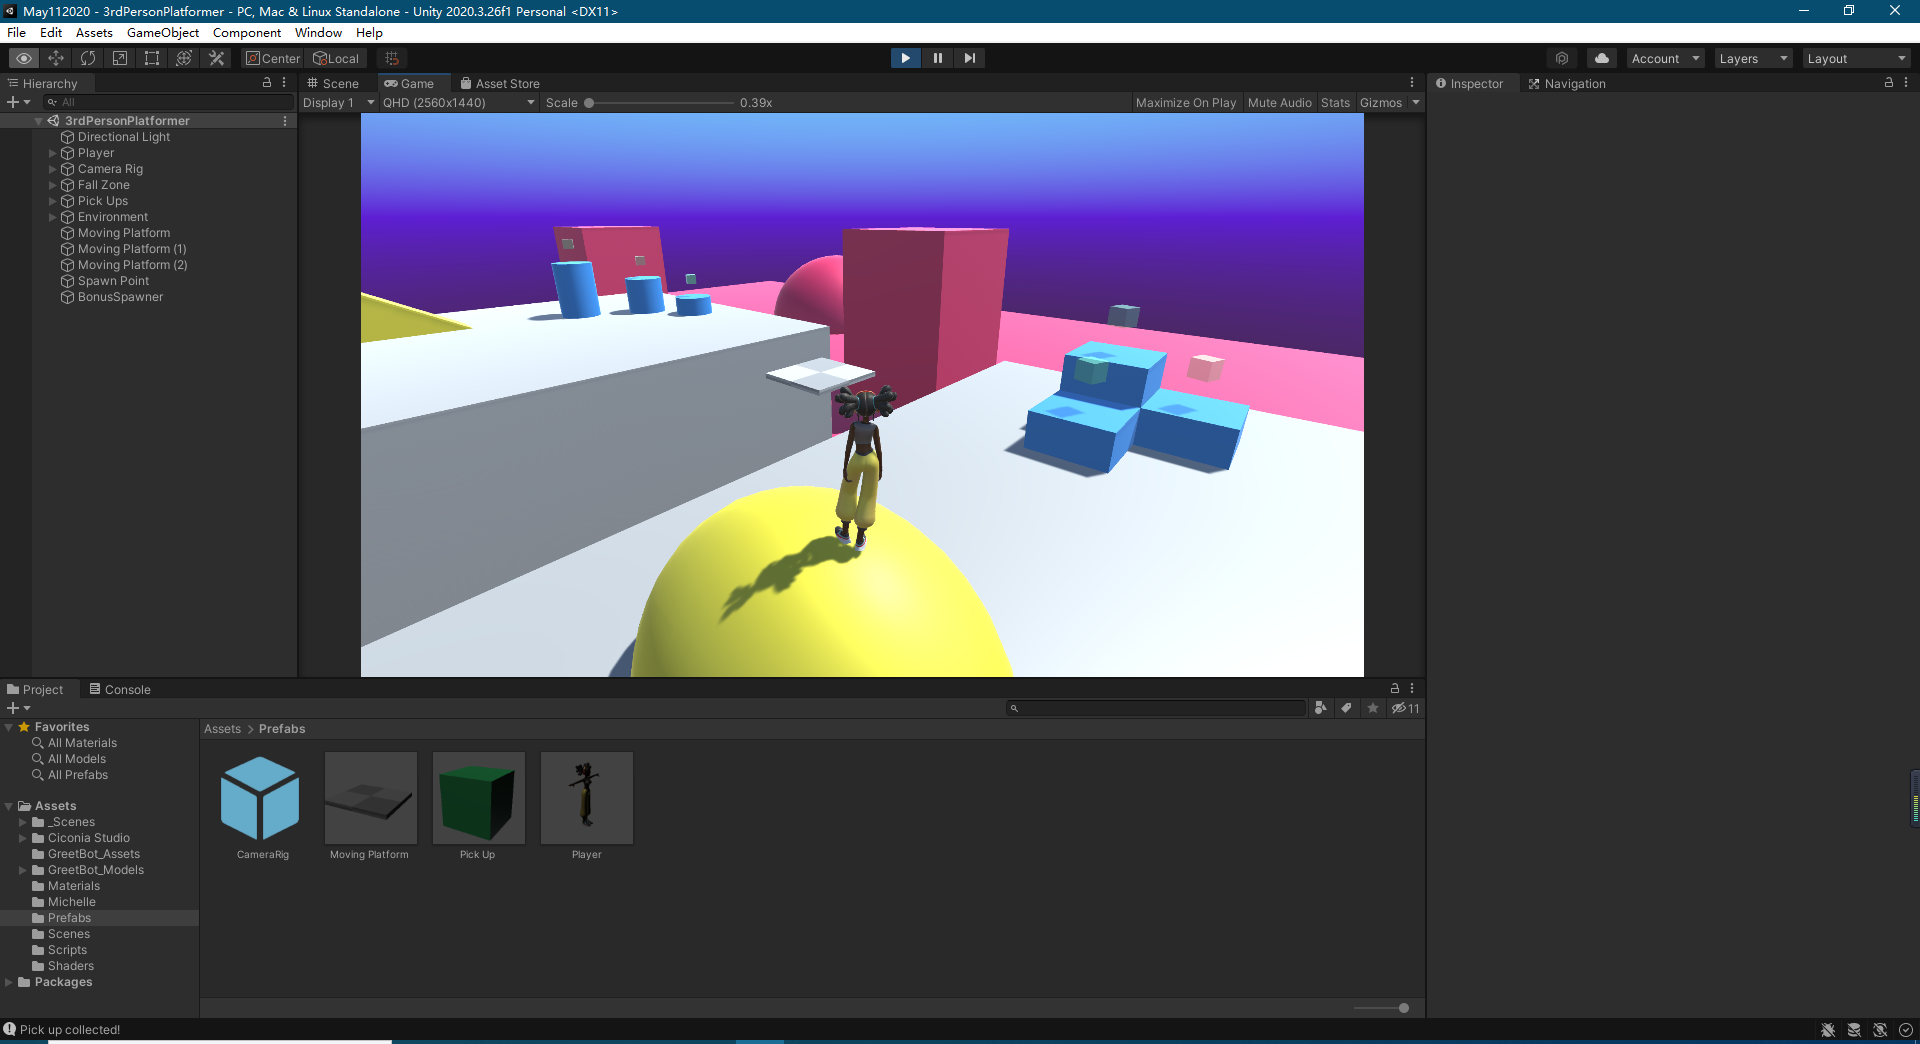 May112020 - 3rdPersonPlatformer - PC, Mac & Linux Standalone - Unity 2020.3.26f1 Personal <DX11>
File Edit Assets GameObject Component Window Help
Center Local Account Layers Layout
Hierarchy Scene Game Asset Store Inspector Navigation
All Display 1 QHD (2560x1440) Scale 0.39x Maximize On Play Mute Audio Stats Gizmos
3rdPersonPlatformer
Directional Light
Player
Camera Rig
Fall Zone
Pick Ups
Environment
Moving Platform
Moving Platform (1)
Moving Platform (2)
Spawn Point
BonusSpawner
Project Console
11
Favorites
All Materials
All Models
All Prefabs
Assets
_Scenes
Ciconia Studio
GreetBot_Assets
GreetBot_Models
Materials
Michelle
Prefabs
Scenes
Scripts
Shaders
Packages
Assets > Prefabs
CameraRig Moving Platform Pick Up Player
Pick up collected!